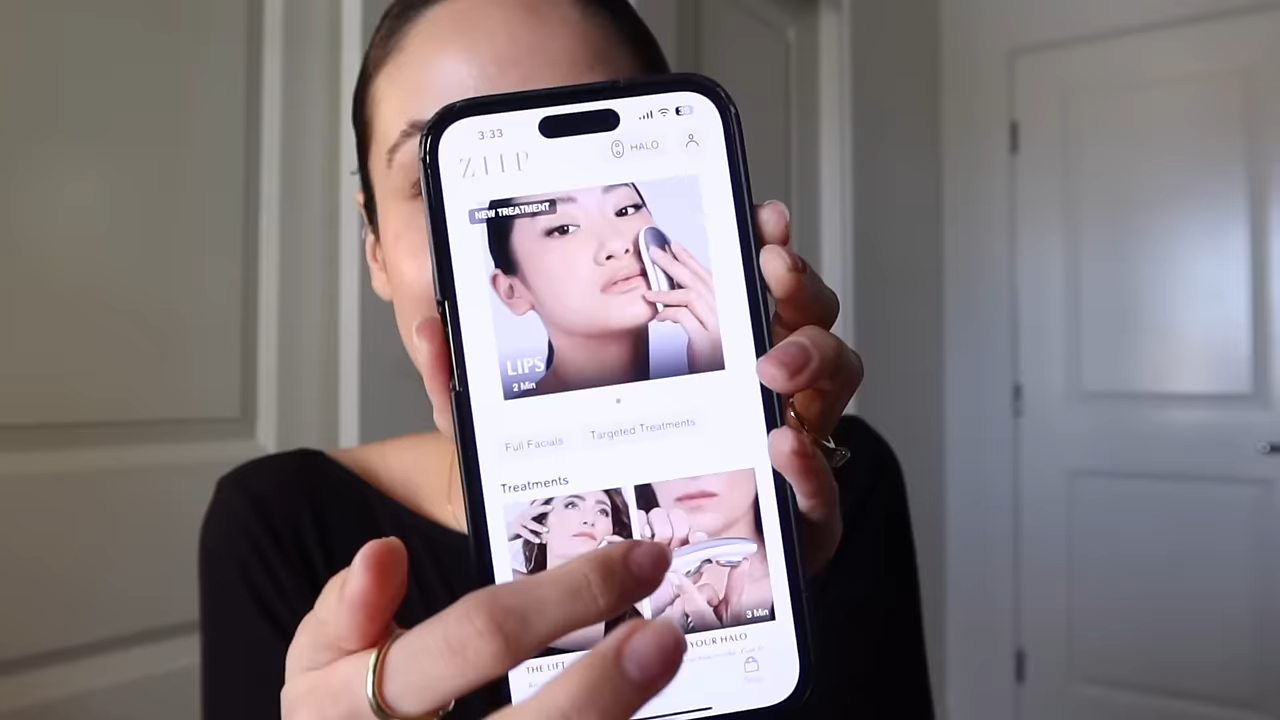 3:33
ZIIP
HALO
NEW TREATMENT
LIPS
2 Min
Full Facials
Targeted Treatments
Treatments
3 Min
THE LIFT
YOUR HALO